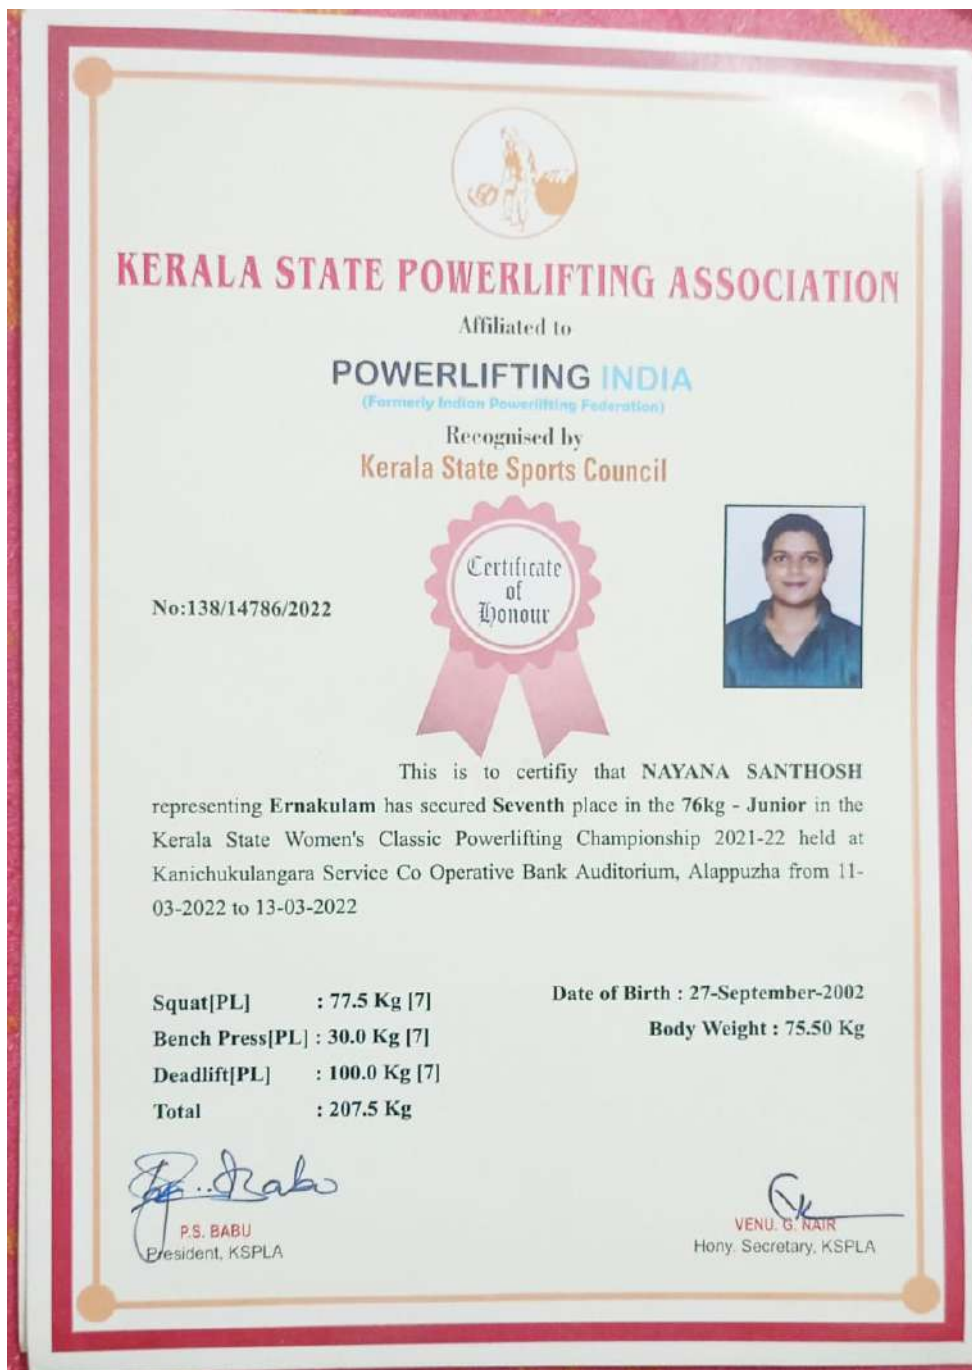 KERALA STATE POWERLIFTING ASSOCIATION
Affiliated to
POWERLIFTING INDIA
(Formerly Indian Powerlifting Federation)
Recognised by
Kerala State Sports Council
Certificate
of
Honour
No:138/14786/2022
This is to certifiy that NAYANA SANTHOSH
representing Ernakulam has secured Seventh place in the 76kg - Junior in the
Kerala State Women's Classic Powerlifting Championship 2021-22 held at
Kanichukulangara Service Co Operative Bank Auditorium, Alappuzha from 11-
03-2022 to 13-03-2022
Squat[PL] : 77.5 Kg [7]
Bench Press[PL] : 30.0 Kg [7]
Deadlift[PL] : 100.0 Kg [7]
Total : 207.5 Kg
Date of Birth : 27-September-2002
Body Weight : 75.50 Kg
P.S. BABU
President, KSPLA
VENU. G. NAIR
Hony. Secretary, KSPLA